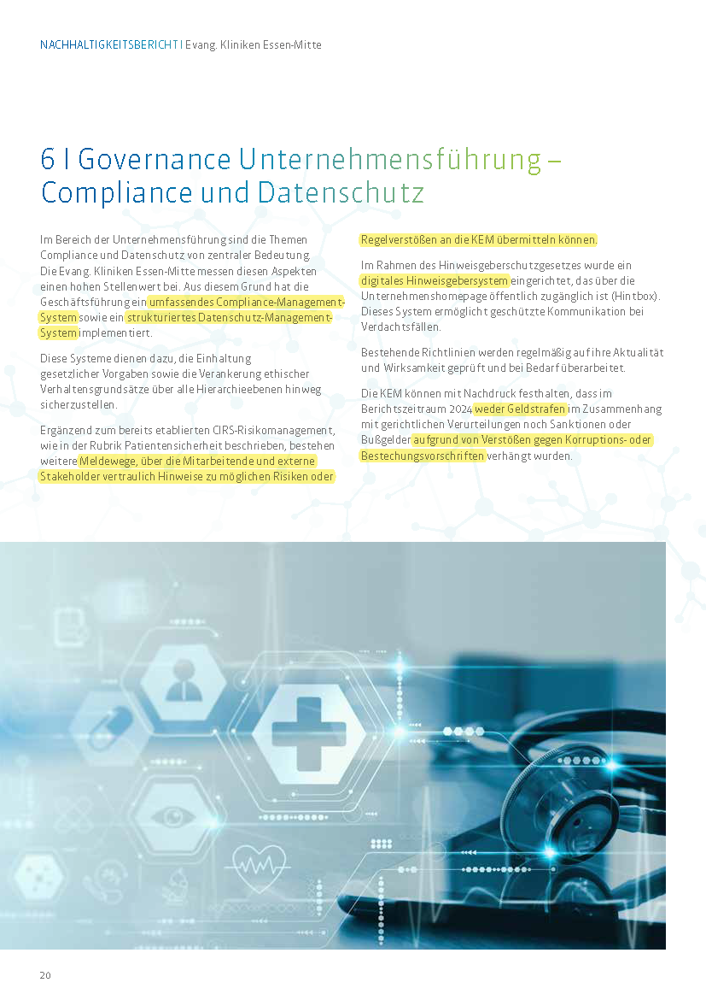 NACHHALTIGKEITSBERICHT I Evang. Kliniken Essen-Mitte
6 I Governance Unternehmensführung –
Compliance und Datenschutz
Im Bereich der Unternehmensführung sind die Themen
Compliance und Datenschutz von zentraler Bedeutung.
Die Evang. Kliniken Essen-Mitte messen diesen Aspekten
einen hohen Stellenwert bei. Aus diesem Grund hat die
Geschäftsführung ein umfassendes Compliance-Management-
System sowie ein strukturiertes Datenschutz-Management-
System implementiert.
Diese Systeme dienen dazu, die Einhaltung
gesetzlicher Vorgaben sowie die Verankerung ethischer
Verhaltensgrundsätze über alle Hierarchieebenen hinweg
sicherzustellen.
Ergänzend zum bereits etablierten CIRS-Risikomanagement,
wie in der Rubrik Patientensicherheit beschrieben, bestehen
weitere Meldewege, über die Mitarbeitende und externe
Stakeholder vertraulich Hinweise zu möglichen Risiken oder
Regelverstößen an die KEM übermitteln können.
Im Rahmen des Hinweisgeberschutzgesetzes wurde ein
digitales Hinweisgebersystem eingerichtet, das über die
Unternehmenshomepage öffentlich zugänglich ist (Hintbox).
Dieses System ermöglicht geschützte Kommunikation bei
Verdachtsfällen.
Bestehende Richtlinien werden regelmäßig auf ihre Aktualität
und Wirksamkeit geprüft und bei Bedarf überarbeitet.
Die KEM können mit Nachdruck festhalten, dass im
Berichtszeitraum 2024 weder Geldstrafen im Zusammenhang
mit gerichtlichen Verurteilungen noch Sanktionen oder
Bußgelder aufgrund von Verstößen gegen Korruptions- oder
Bestechungsvorschriften verhängt wurden.
20